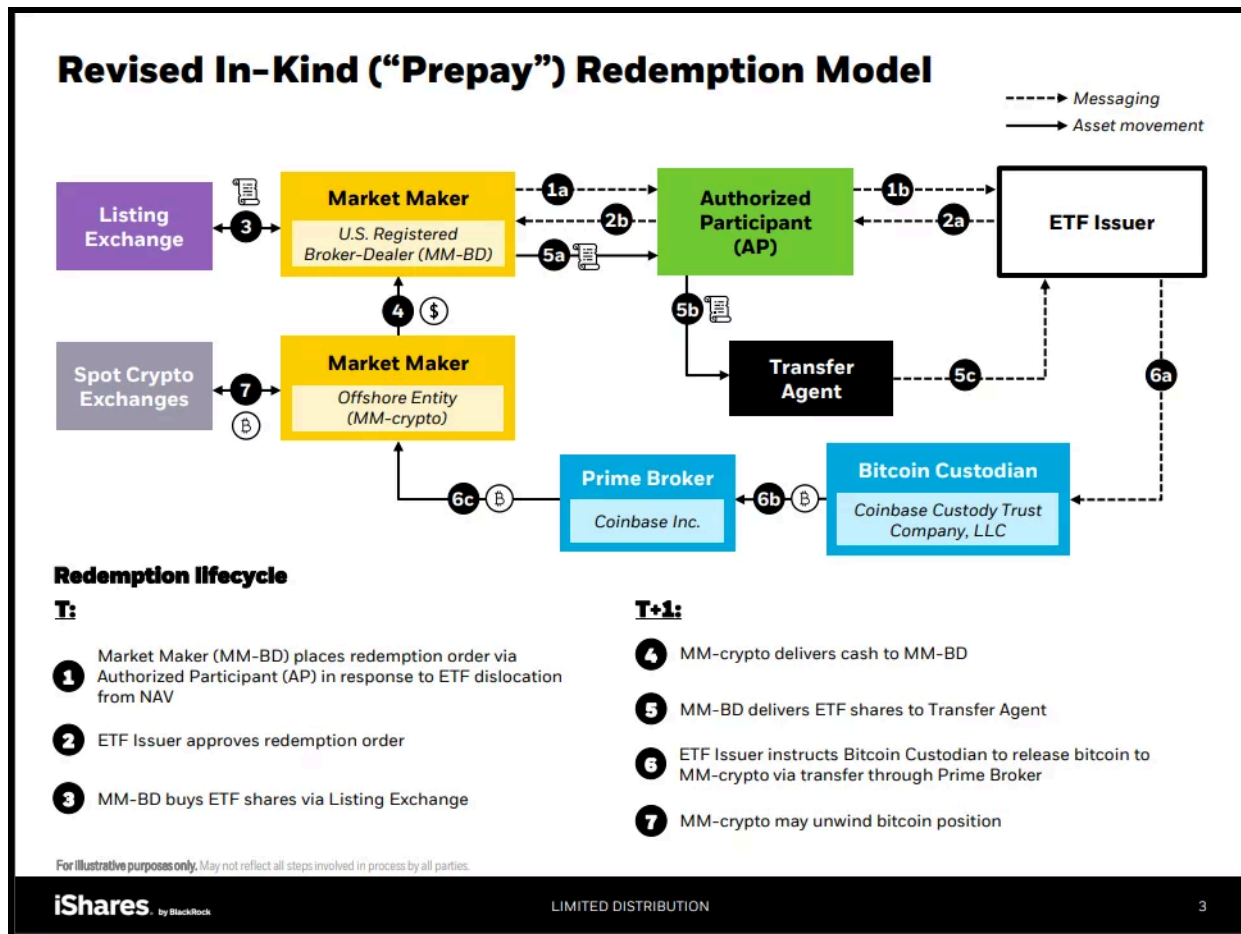 Revised In-Kind (“Prepay”) Redemption Model
Messaging
Asset movement
Listing
Exchange
3
Market Maker
U.S. Registered
Broker-Dealer (MM-BD)
1a
2b
5a
Authorized
Participant
(AP)
1b
2a
ETF Issuer
4
$
5b
Spot Crypto
Exchanges
7
Market Maker
Offshore Entity
(MM-crypto)
Transfer
Agent
5c
6a
6c
Prime Broker
Coinbase Inc.
6b
Bitcoin Custodian
Coinbase Custody Trust
Company, LLC
Redemption lifecycle
T:
1
Market Maker (MM-BD) places redemption order via
Authorized Participant (AP) in response to ETF dislocation
from NAV
2
ETF Issuer approves redemption order
3
MM-BD buys ETF shares via Listing Exchange
T+1:
4
MM-crypto delivers cash to MM-BD
5
MM-BD delivers ETF shares to Transfer Agent
6
ETF Issuer instructs Bitcoin Custodian to release bitcoin to
MM-crypto via transfer through Prime Broker
7
MM-crypto may unwind bitcoin position
For illustrative purposes only. May not reflect all steps involved in process by all parties.
iShares. by BlackRock
LIMITED DISTRIBUTION
3